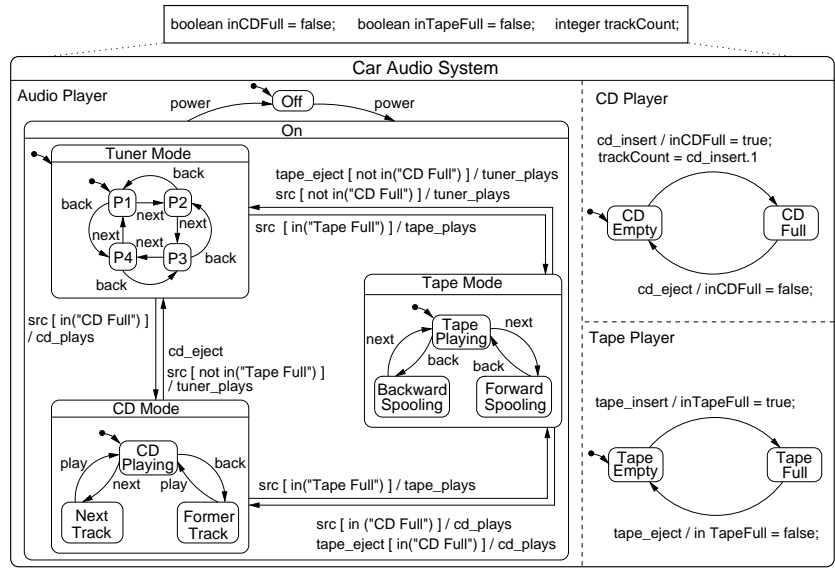 boolean inCDFull = false; boolean inTapeFull = false; integer trackCount;
Car Audio System
Audio Player
power
Off
power
On
Tuner Mode
back
back
P1
next
P2
next
next
next
P4
P3
back
back
tape_eject [ not in("CD Full") ] / tuner_plays
src [ not in("CD Full") ] / tuner_plays
src [ in("Tape Full") ] / tape_plays
Tape Mode
Tape
Playing
next
next
back
back
Backward
Spooling
Forward
Spooling
src [ in("CD Full") ]
/ cd_plays
cd_eject
src [ not in("Tape Full") ]
/ tuner_plays
CD Mode
CD
Playing
play
back
next
play
Next
Track
Former
Track
src [ in("Tape Full") ] / tape_plays
src [ in ("CD Full") ] / cd_plays
tape_eject [ in("CD Full") ] / cd_plays
CD Player
cd_insert / inCDFull = true;
trackCount = cd_insert.1
CD
Empty
CD
Full
cd_eject / inCDFull = false;
Tape Player
tape_insert / inTapeFull = true;
Tape
Empty
Tape
Full
tape_eject / in TapeFull = false;